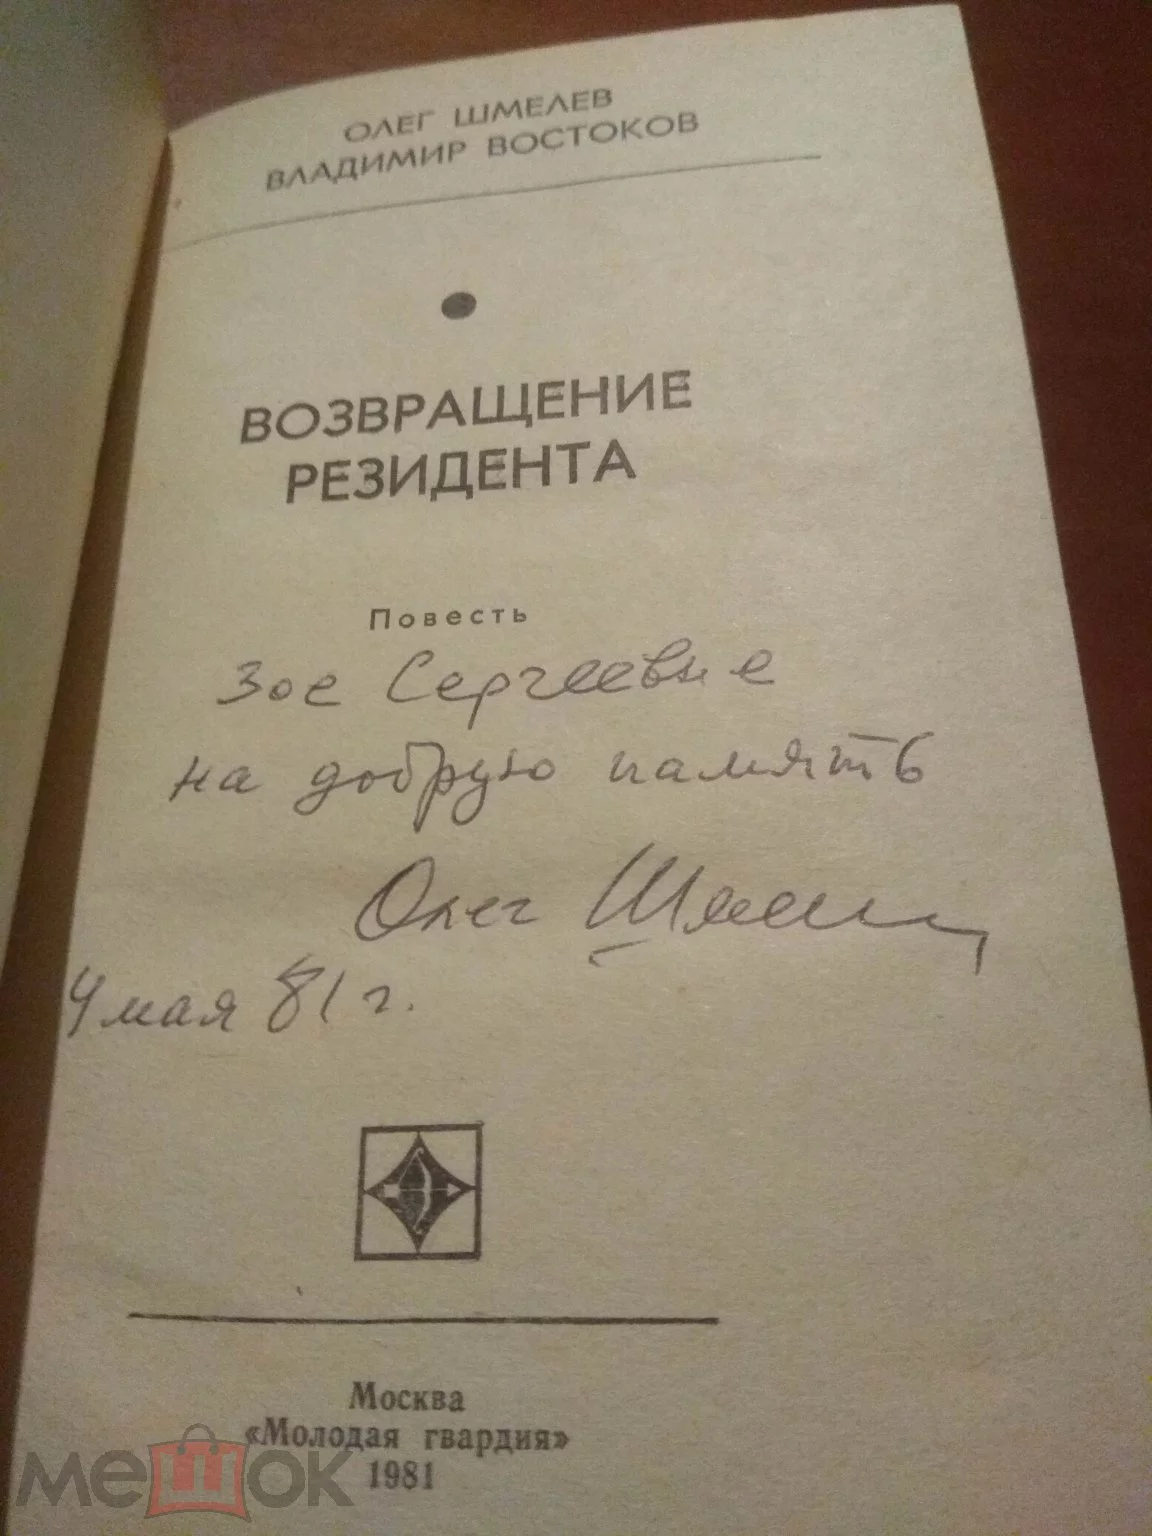 ОЛЕГ ШМЕЛЕВ
ВЛАДИМИР ВОСТОКОВ
ВОЗВРАЩЕНИЕ
РЕЗИДЕНТА
Повесть
Зое Сергеевне
на добрую память
Олег Шмелев
4 мая 81 г.
Москва
«Молодая гвардия»
1981
мешок